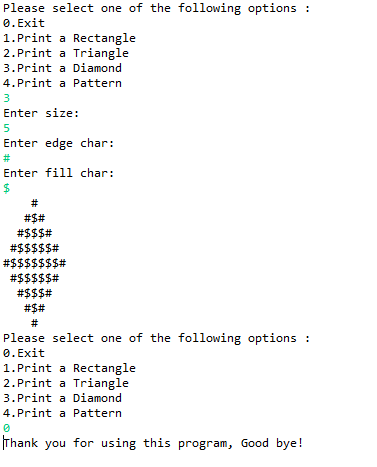 Please select one of the following options :
0.Exit
1.Print a Rectangle
2.Print a Triangle
3.Print a Diamond
4.Print a Pattern
3
Enter size:
5
Enter edge char:
#
Enter fill char:
$
    #
   #$#
  #$$$#
 #$$$$$#
#$$$$$$$#
 #$$$$$#
  #$$$#
   #$#
    #
Please select one of the following options :
0.Exit
1.Print a Rectangle
2.Print a Triangle
3.Print a Diamond
4.Print a Pattern
0
Thank you for using this program, Good bye!